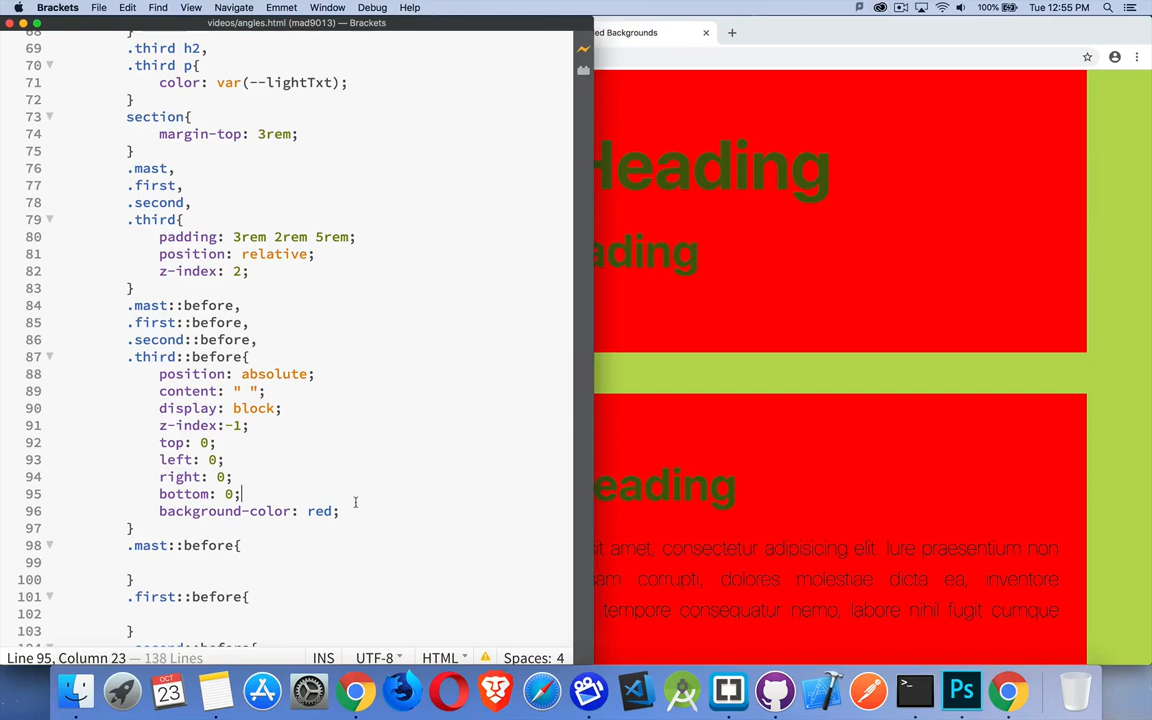 Brackets File Edit Find View Navigate Emmet Window Debug Help 100% Tue 12:55 PM
videos/angles.html (mad9013) — Brackets
ed Backgrounds
68 }
69 .third h2,
70 .third p{
71 color: var(--lightTxt);
72 }
73 section{
74 margin-top: 3rem;
75 }
76 .mast,
77 .first,
78 .second,
79 .third{
80 padding: 3rem 2rem 5rem;
81 position: relative;
82 z-index: 2;
83 }
84 .mast::before,
85 .first::before,
86 .second::before,
87 .third::before{
88 position: absolute;
89 content: " ";
90 display: block;
91 z-index:-1;
92 top: 0;
93 left: 0;
94 right: 0;
95 bottom: 0;
96 background-color: red;
97 }
98 .mast::before{
99
100 }
101 .first::before{
102
103 }
104 .second::before{
Heading
ading
eading
sit amet, consectetur adipisicing elit. Iure praesentium non
sam corrupti, dolores molestiae dicta ea, inventore
tempore consequatur nemo, labore nihil fugit cumque
Line 95, Column 23 — 138 Lines INS UTF-8 HTML Spaces: 4
OCT
23